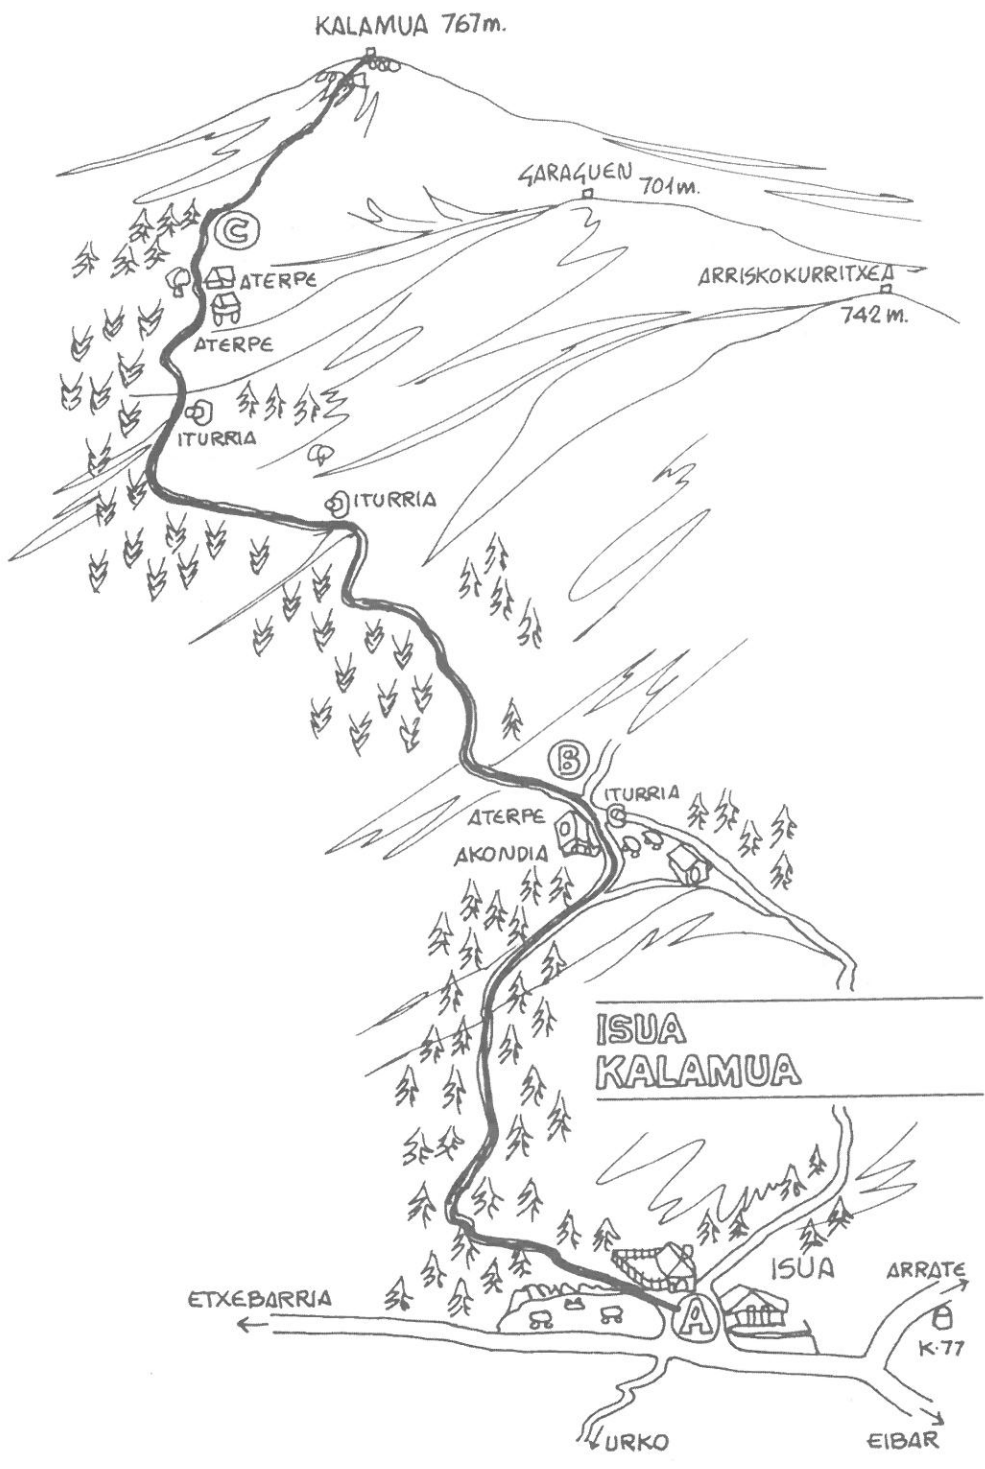 KALAMUA 767m.
GARAGUEN 701m.
C
ARRISKOKURRITXEA
742 m.
ATERPE
ATERPE
ITURRIA
ITURRIA
B
ITURRIA
ATERPE
AKONDIA
ISUA
KALAMUA
ISUA
ARRATE
ETXEBARRIA
A
K-77
URKO
EIBAR